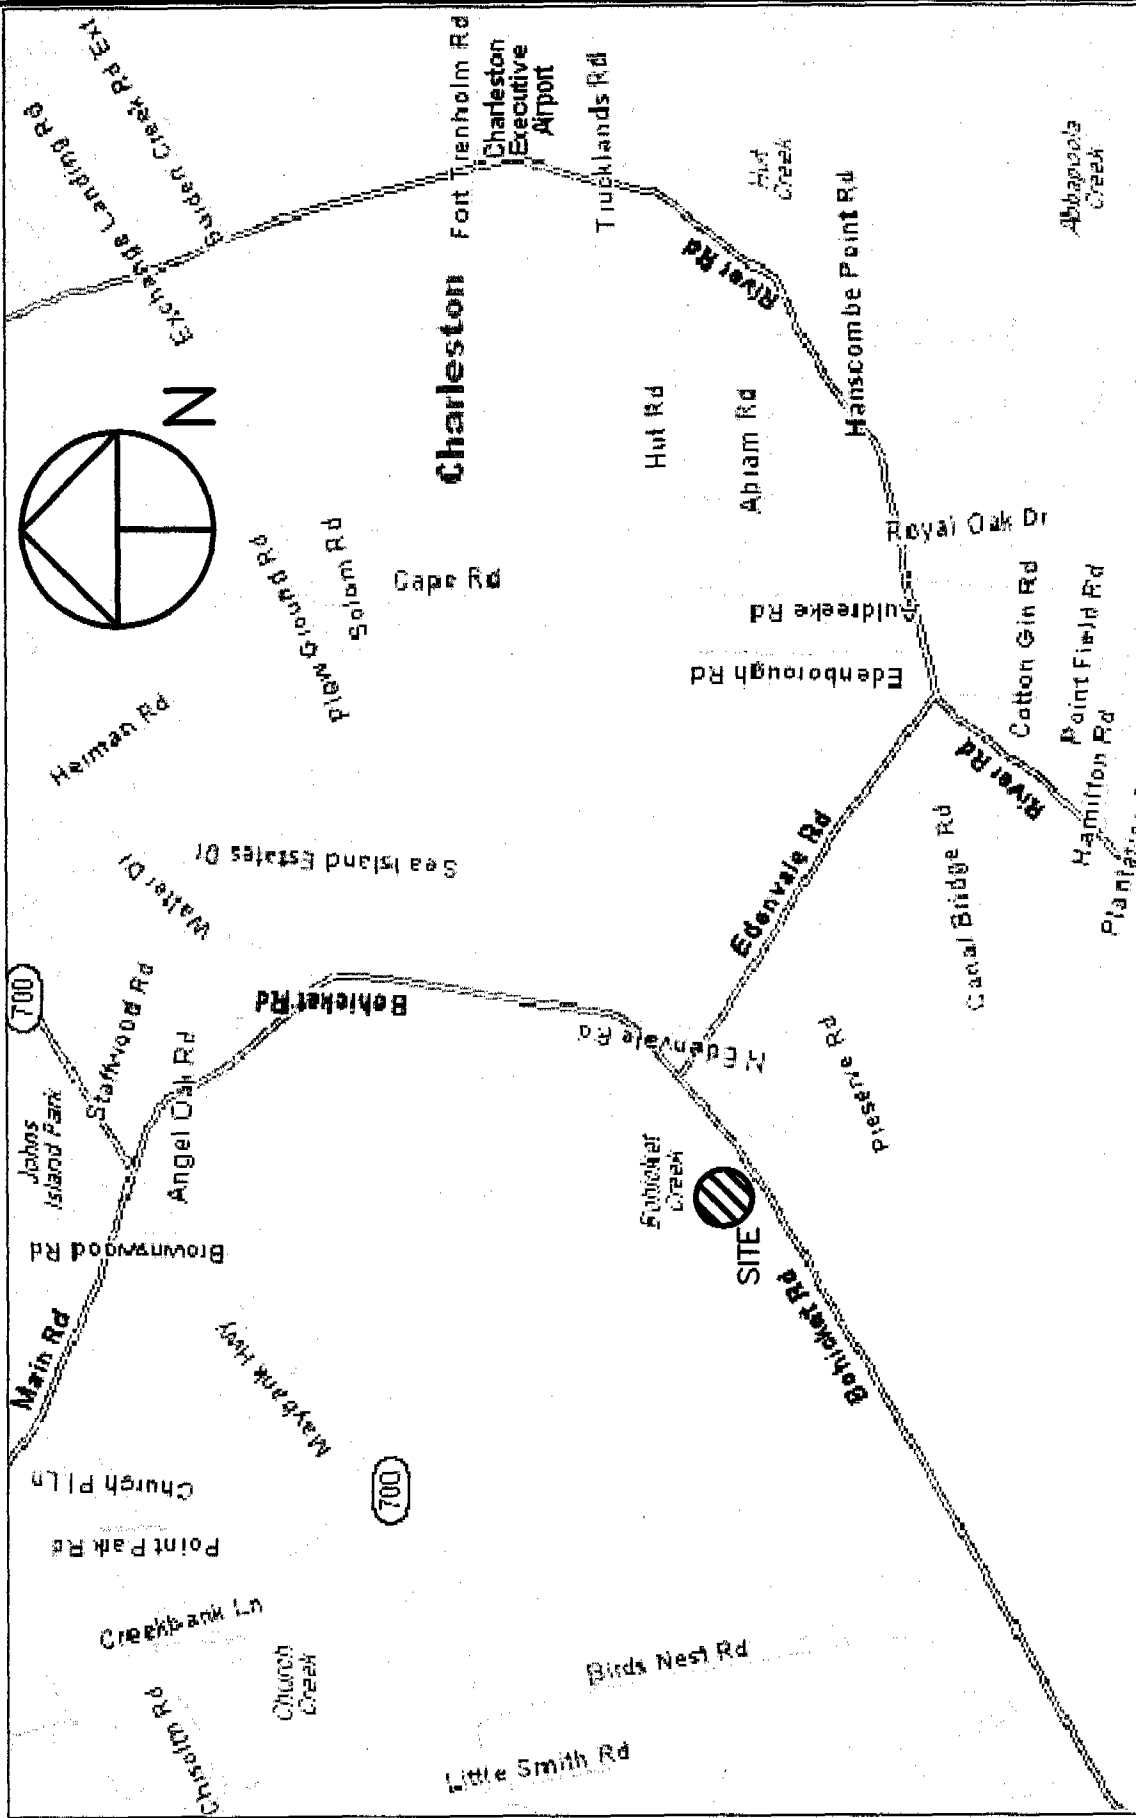 Burden Creek Rd Ext
Exchange Landing Rd
Fort Trenholm Rd
Charleston
Executive
Airport
Trucklands Rd
Hut
Creek
Abbapoola
Creek
River Rd
Hanscombe Point Rd
N
Charleston
Hut Rd
Abram Rd
Royal Oak Dr
Plow Ground Rd
Solom Rd
Cape Rd
Auldreeke Rd
Edenborough Rd
Cotton Gin Rd
Point Field Rd
Hamilton Rd
River Rd
Herman Rd
Sea Island Estates Dr
Walter Dr
Edenvale Rd
Canal Bridge Rd
700
Staffwood Rd
Angel Oak Rd
Bohicket Rd
N Edenvale Rd
Preserve Rd
Johns
Island Park
Bohicket
Creek
SITE
Brownswood Rd
Main Rd
Maybank Hwy
Bohicket Rd
700
Church Pl Ln
Point Park Rd
Creekbank Ln
Church
Creek
Birds Nest Rd
Chisolm Rd
Little Smith Rd